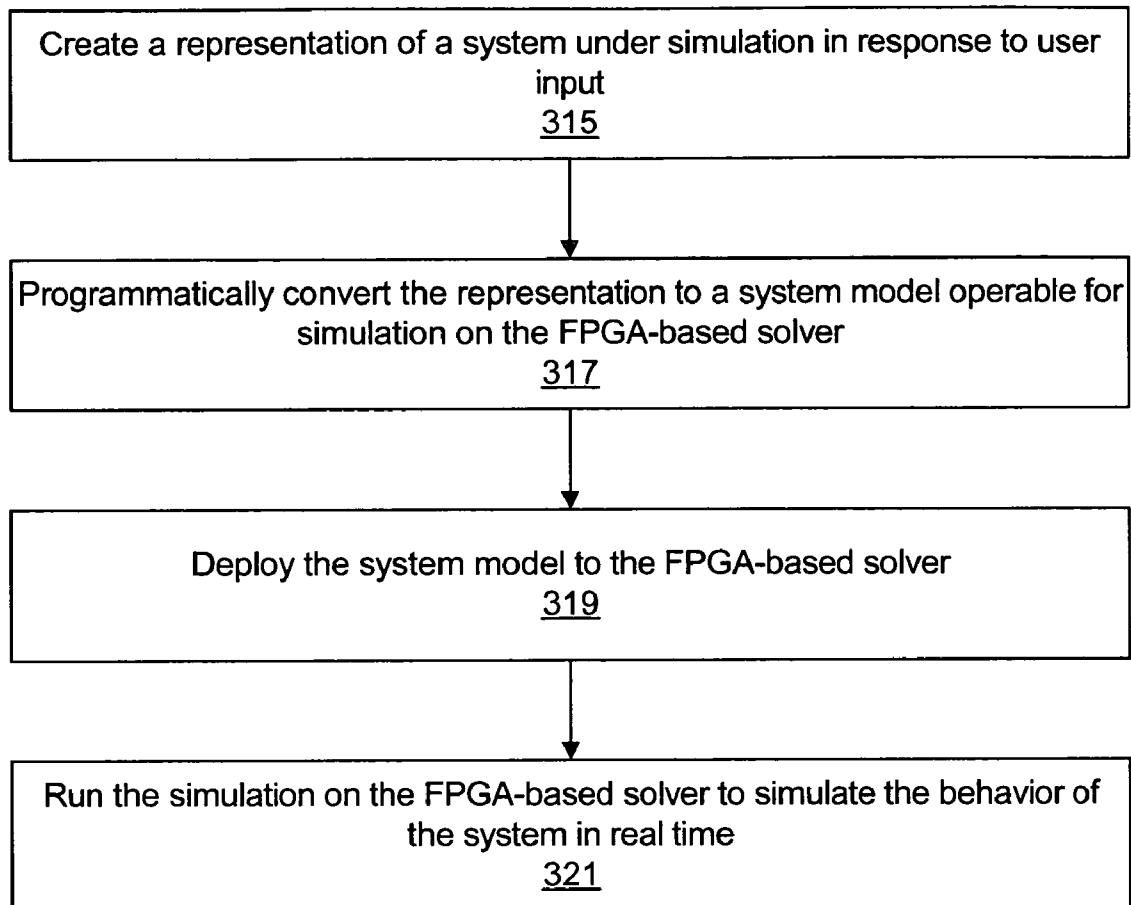 Create a representation of a system under simulation in response to user
input
315
Programmatically convert the representation to a system model operable for
simulation on the FPGA-based solver
317
Deploy the system model to the FPGA-based solver
319
Run the simulation on the FPGA-based solver to simulate the behavior of
the system in real time
321